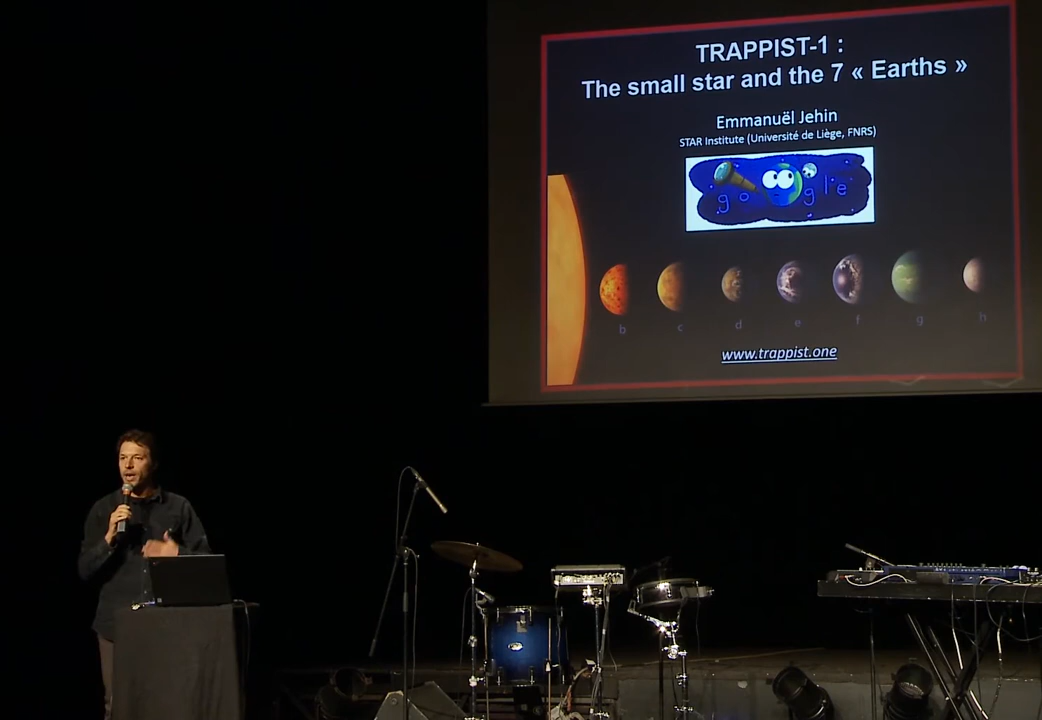 TRAPPIST-1 :
The small star and the 7 « Earths »
Emmanuël Jehin
STAR Institute (Université de Liège, FNRS)
g o g l e
b c d e f g h
www.trappist.one